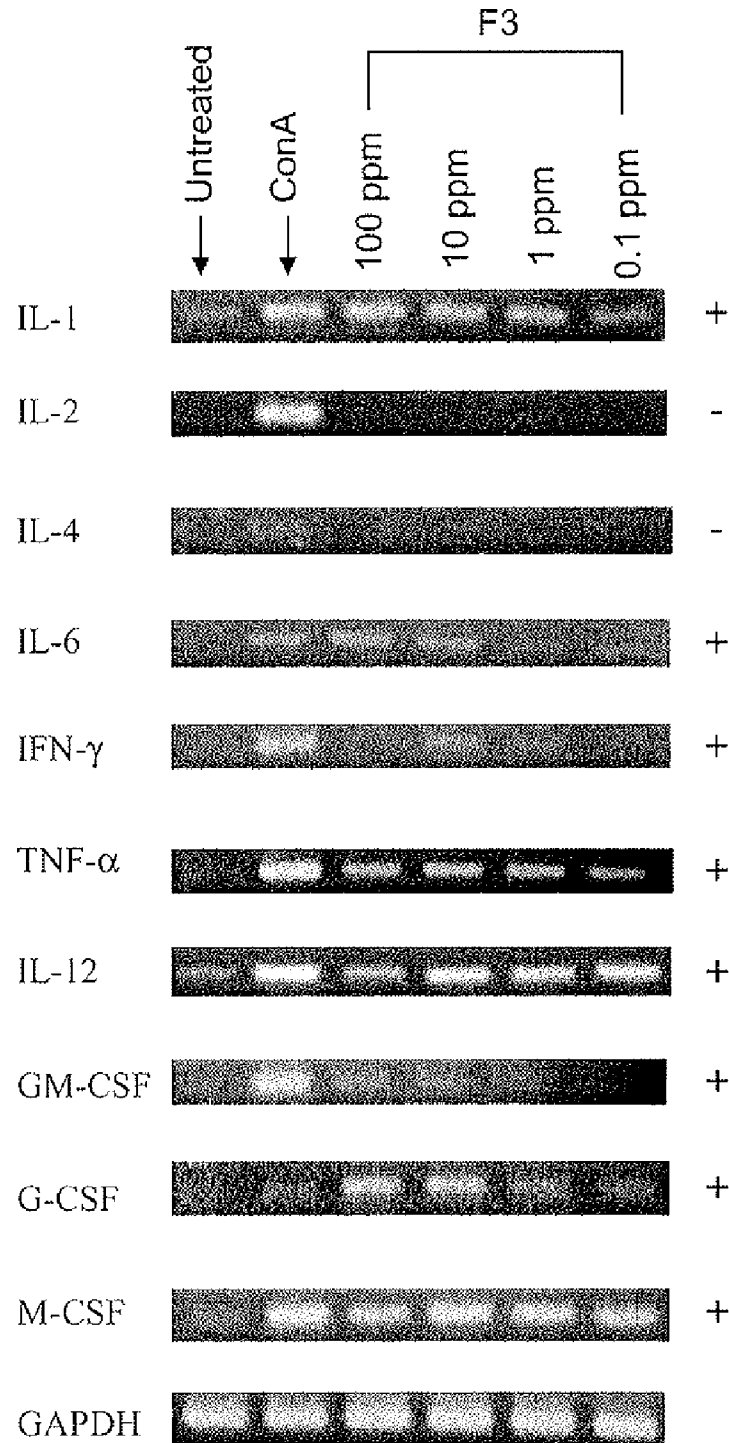 F3
Untreated
ConA
100 ppm
10 ppm
1 ppm
0.1 ppm
IL-1 +
IL-2 -
IL-4 -
IL-6 +
IFN-γ +
TNF-α +
IL-12 +
GM-CSF +
G-CSF +
M-CSF +
GAPDH